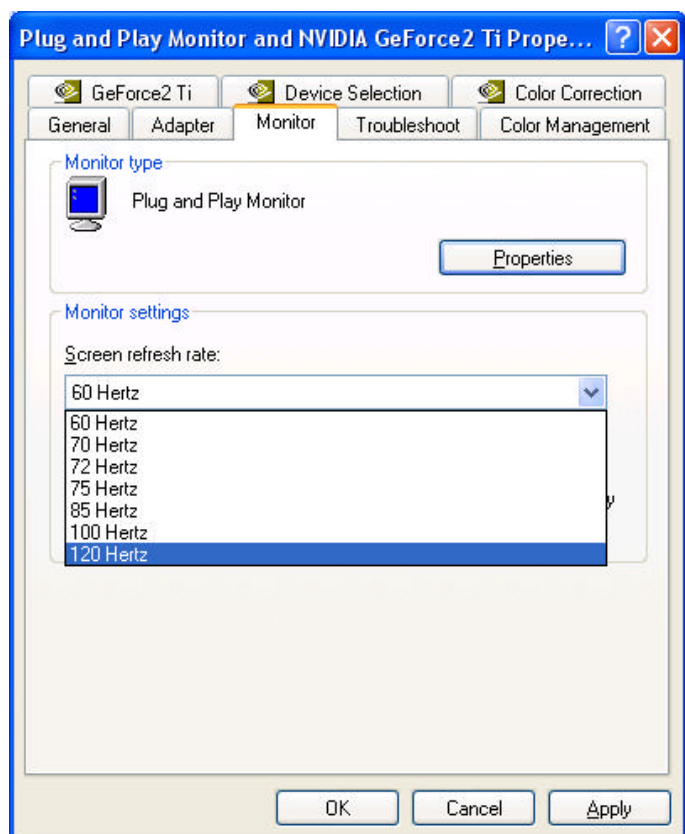 Plug and Play Monitor and NVIDIA GeForce2 Ti Prope...
GeForce2 Ti Device Selection Color Correction
General Adapter Monitor Troubleshoot Color Management
Monitor type
Plug and Play Monitor
Properties
Monitor settings
Screen refresh rate:
60 Hertz
60 Hertz
70 Hertz
72 Hertz
75 Hertz
85 Hertz
100 Hertz
120 Hertz
OK Cancel Apply